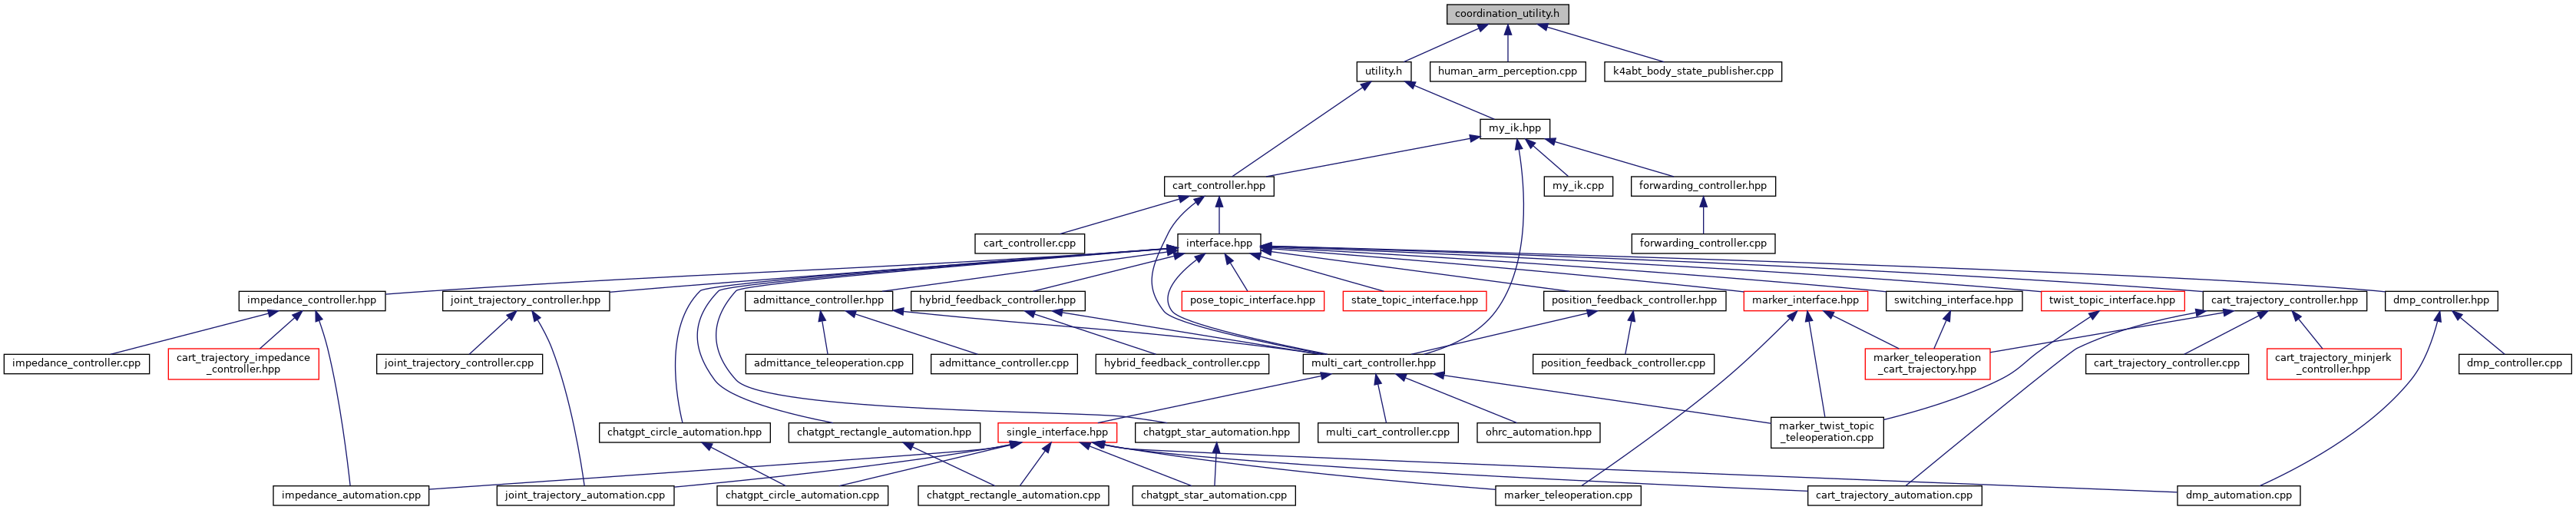 coordination_utility.h
utility.h
human_arm_perception.cpp
k4abt_body_state_publisher.cpp
my_ik.hpp
cart_controller.hpp
my_ik.cpp
forwarding_controller.hpp
cart_controller.cpp
interface.hpp
forwarding_controller.cpp
impedance_controller.hpp
joint_trajectory_controller.hpp
admittance_controller.hpp
hybrid_feedback_controller.hpp
pose_topic_interface.hpp
state_topic_interface.hpp
position_feedback_controller.hpp
marker_interface.hpp
switching_interface.hpp
twist_topic_interface.hpp
cart_trajectory_controller.hpp
dmp_controller.hpp
impedance_controller.cpp
cart_trajectory_impedance
_controller.hpp
joint_trajectory_controller.cpp
admittance_teleoperation.cpp
admittance_controller.cpp
hybrid_feedback_controller.cpp
multi_cart_controller.hpp
position_feedback_controller.cpp
marker_teleoperation
_cart_trajectory.hpp
cart_trajectory_controller.cpp
cart_trajectory_minjerk
_controller.hpp
dmp_controller.cpp
chatgpt_circle_automation.hpp
chatgpt_rectangle_automation.hpp
single_interface.hpp
chatgpt_star_automation.hpp
multi_cart_controller.cpp
ohrc_automation.hpp
marker_twist_topic
_teleoperation.cpp
impedance_automation.cpp
joint_trajectory_automation.cpp
chatgpt_circle_automation.cpp
chatgpt_rectangle_automation.cpp
chatgpt_star_automation.cpp
marker_teleoperation.cpp
cart_trajectory_automation.cpp
dmp_automation.cpp